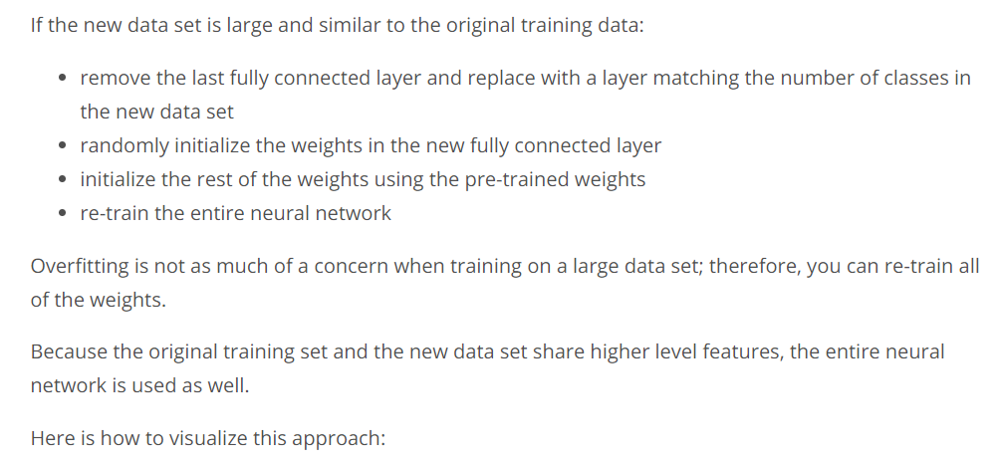 If the new data set is large and similar to the original training data:
• remove the last fully connected layer and replace with a layer matching the number of classes in
the new data set
• randomly initialize the weights in the new fully connected layer
• initialize the rest of the weights using the pre-trained weights
• re-train the entire neural network
Overfitting is not as much of a concern when training on a large data set; therefore, you can re-train all
of the weights.
Because the original training set and the new data set share higher level features, the entire neural
network is used as well.
Here is how to visualize this approach: